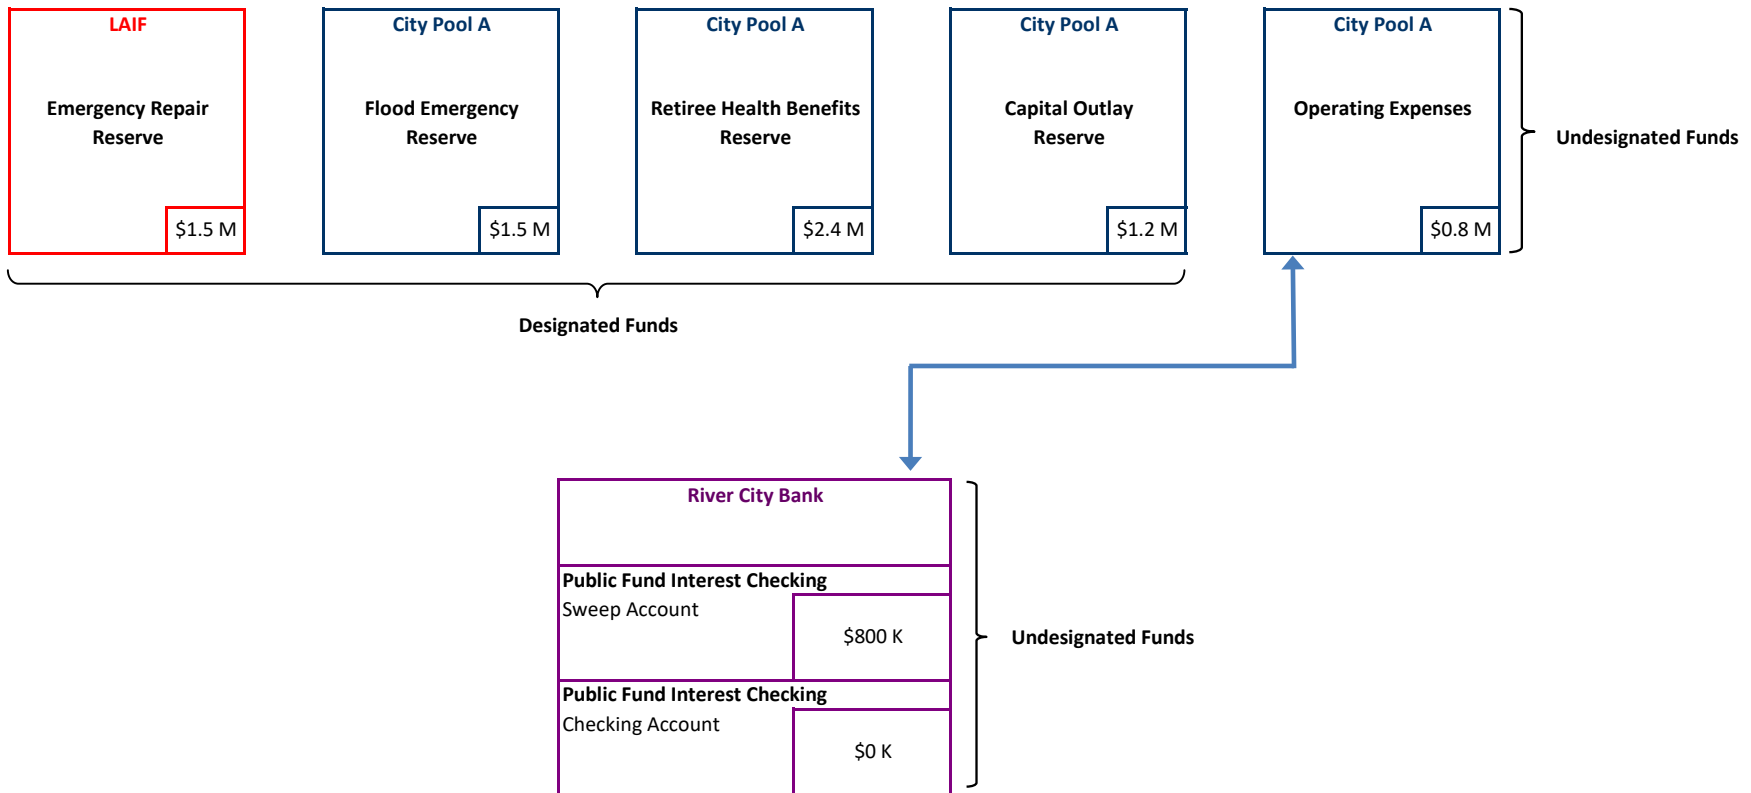 LAIF
Emergency Repair
Reserve
$1.5 M
City Pool A
Flood Emergency
Reserve
$1.5 M
City Pool A
Retiree Health Benefits
Reserve
$2.4 M
City Pool A
Capital Outlay
Reserve
$1.2 M
City Pool A
Operating Expenses
$0.8 M
Undesignated Funds
Designated Funds
River City Bank
Public Fund Interest Checking
Sweep Account
$800 K
Public Fund Interest Checking
Checking Account
$0 K
Undesignated Funds